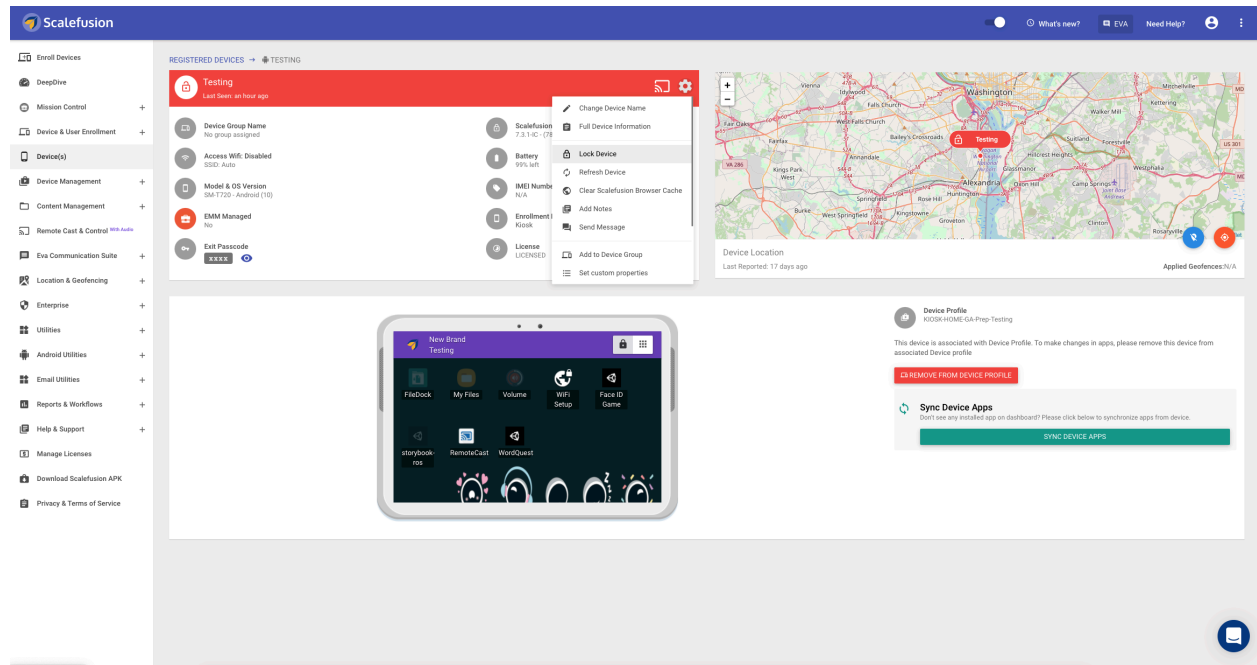 Scalefusion
What's new?
EVA
Need Help?
Enroll Devices
DeepDive
Mission Control +
Device & User Enrollment +
Device(s)
Device Management +
Content Management +
Remote Cast & Control With Audio
Eva Communication Suite +
Location & Geofencing +
Enterprise +
Utilities +
Android Utilities +
Email Utilities +
Reports & Workflows +
Help & Support +
Manage Licenses
Download Scalefusion APK
Privacy & Terms of Service
REGISTERED DEVICES → TESTING
Testing
Last Seen: an hour ago
Device Group Name
No group assigned
Access Wifi: Disabled
SSID: Auto
Model & OS Version
SM-T720 - Android (10)
EMM Managed
No
Exit Passcode
xxxx
Scalefusion
7.3.1-IC - (78
Battery
99% left
IMEI Numbe
N/A
Enrollment
Kiosk
License
LICENSED
Change Device Name
Full Device Information
Lock Device
Refresh Device
Clear Scalefusion Browser Cache
Add Notes
Send Message
Add to Device Group
Set custom properties
+
−
Vienna
Idylwood
Washington
Mitchellville
MD
Falls Church
Kettering
Walker Mill
Fair Oaks
West Falls Church
Fairfax
Bailey's Crossroads
Testing
Suitland
Forestville
US 301
VA 286
Annandale
Hillcrest Heights
Kings Park
West
Glassmanor
Westphalia
Alexandria
Oxon Hill
Camp Springs
Joint Base
Andrews
Springfield
Rose Hill
Burke
West Springfield
Kingstowne
Groveton
Clinton
Rosaryville
Device Location
Last Reported: 17 days ago
Applied Geofences:N/A
New Brand
Testing
FileDock
My Files
Volume
WiFi
Setup
Face ID
Game
storybook-
ros
RemoteCast
WordQuest
Device Profile
KIOSK-HOME-GA-Prep-Testing
This device is associated with Device Profile. To make changes in apps, please remove this device from
associated Device profile
REMOVE FROM DEVICE PROFILE
Sync Device Apps
Don't see any installed app on dashboard? Please click below to synchronize apps from device.
SYNC DEVICE APPS